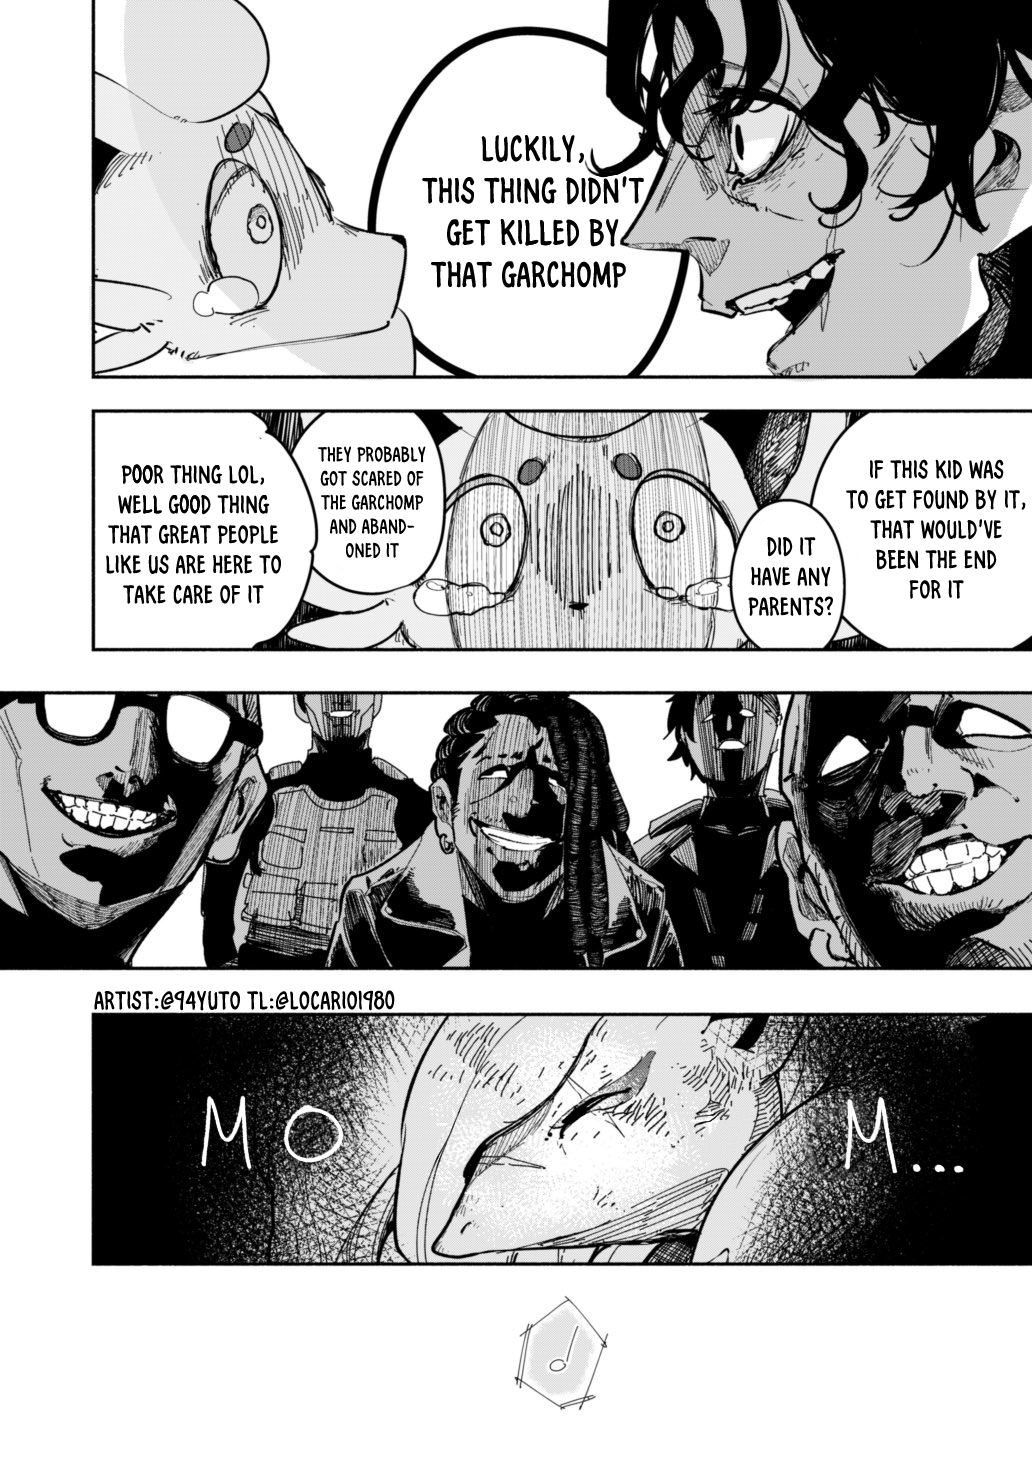 LUCKILY,
THIS THING DIDN'T
GET KILLED BY
THAT GARCHOMP
IF THIS KID WAS
TO GET FOUND BY IT,
THAT WOULD'VE
BEEN THE END
FOR IT
DID IT
HAVE ANY
PARENTS?
THEY PROBABLY
GOT SCARED OF
THE GARCHOMP
AND ABAND-
ONED IT
POOR THING LOL,
WELL GOOD THING
THAT GREAT PEOPLE
LIKE US ARE HERE TO
TAKE CARE OF IT
ARTIST:@94YUTO TL:@LOCARIO1980
MOM...